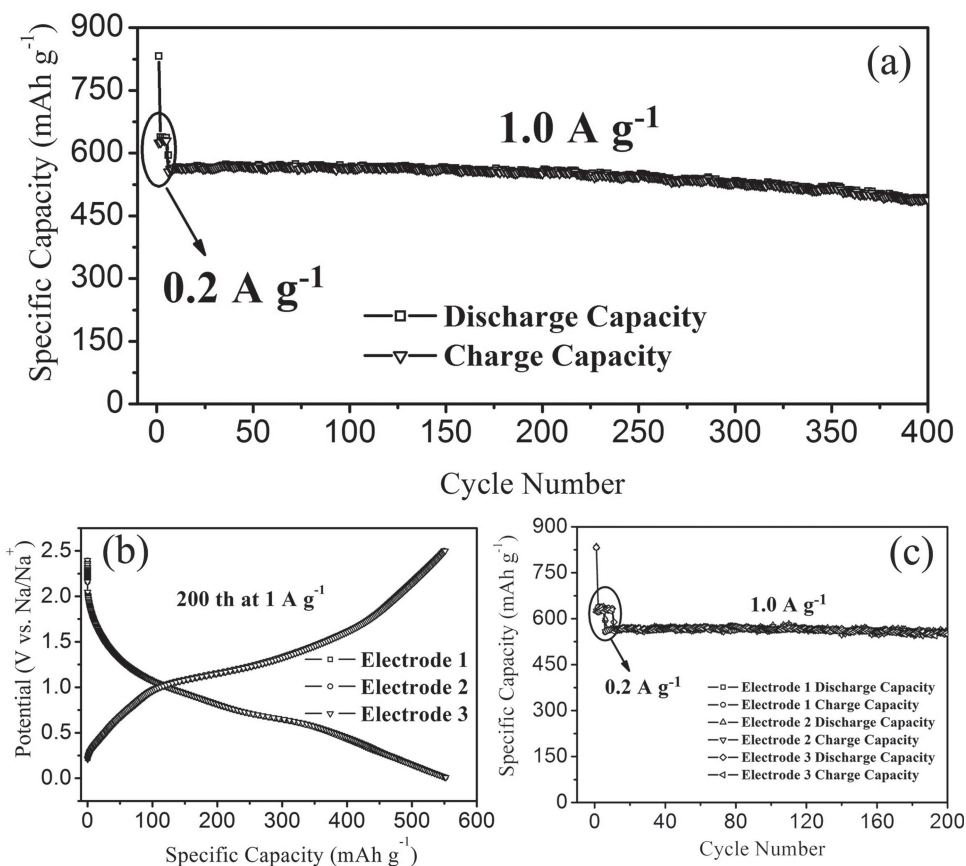 900
750
600
450
300
150
0
Specific Capacity (mAh g⁻¹)
(a)
1.0 A g⁻¹
0.2 A g⁻¹
Discharge Capacity
Charge Capacity
0 50 100 150 200 250 300 350 400
Cycle Number
(b)
2.5
2.0
1.5
1.0
0.5
0.0
Potential (V vs. Na/Na⁺)
200 th at 1 A g⁻¹
Electrode 1
Electrode 2
Electrode 3
0 100 200 300 400 500 600
Specific Capacity (mAh g⁻¹)
(c)
900
750
600
450
300
150
0
Specific Capacity (mAh g⁻¹)
1.0 A g⁻¹
0.2 A g⁻¹
Electrode 1 Discharge Capacity
Electrode 1 Charge Capacity
Electrode 2 Discharge Capacity
Electrode 2 Charge Capacity
Electrode 3 Discharge Capacity
Electrode 3 Charge Capacity
0 40 80 120 160 200
Cycle Number